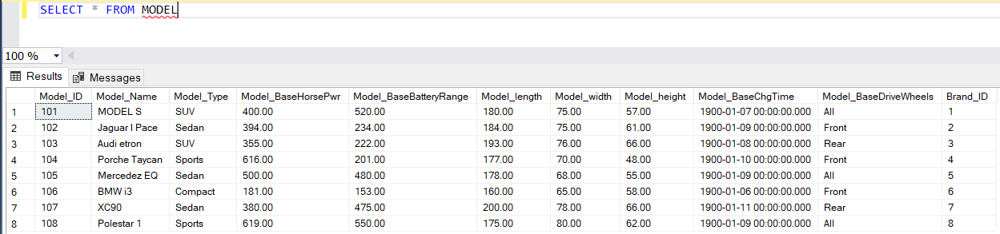 SELECT * FROM MODEL
100 %
Results Messages
Model_ID Model_Name Model_Type Model_BaseHorsePwr Model_BaseBatteryRange Model_length Model_width Model_height Model_BaseChgTime Model_BaseDriveWheels Brand_ID
1 101 MODEL S SUV 400.00 520.00 180.00 75.00 57.00 1900-01-07 00:00:00.000 All 1
2 102 Jaguar I Pace Sedan 394.00 234.00 184.00 75.00 61.00 1900-01-09 00:00:00.000 Front 2
3 103 Audi etron SUV 355.00 222.00 193.00 76.00 66.00 1900-01-08 00:00:00.000 Rear 3
4 104 Porche Taycan Sports 616.00 201.00 177.00 70.00 48.00 1900-01-10 00:00:00.000 Front 4
5 105 Mercedez EQ Sedan 500.00 480.00 178.00 68.00 55.00 1900-01-09 00:00:00.000 All 5
6 106 BMW i3 Compact 181.00 153.00 160.00 65.00 58.00 1900-01-06 00:00:00.000 Front 6
7 107 XC90 Sedan 380.00 475.00 200.00 78.00 66.00 1900-01-11 00:00:00.000 Rear 7
8 108 Polestar 1 Sports 619.00 550.00 175.00 80.00 62.00 1900-01-09 00:00:00.000 All 8